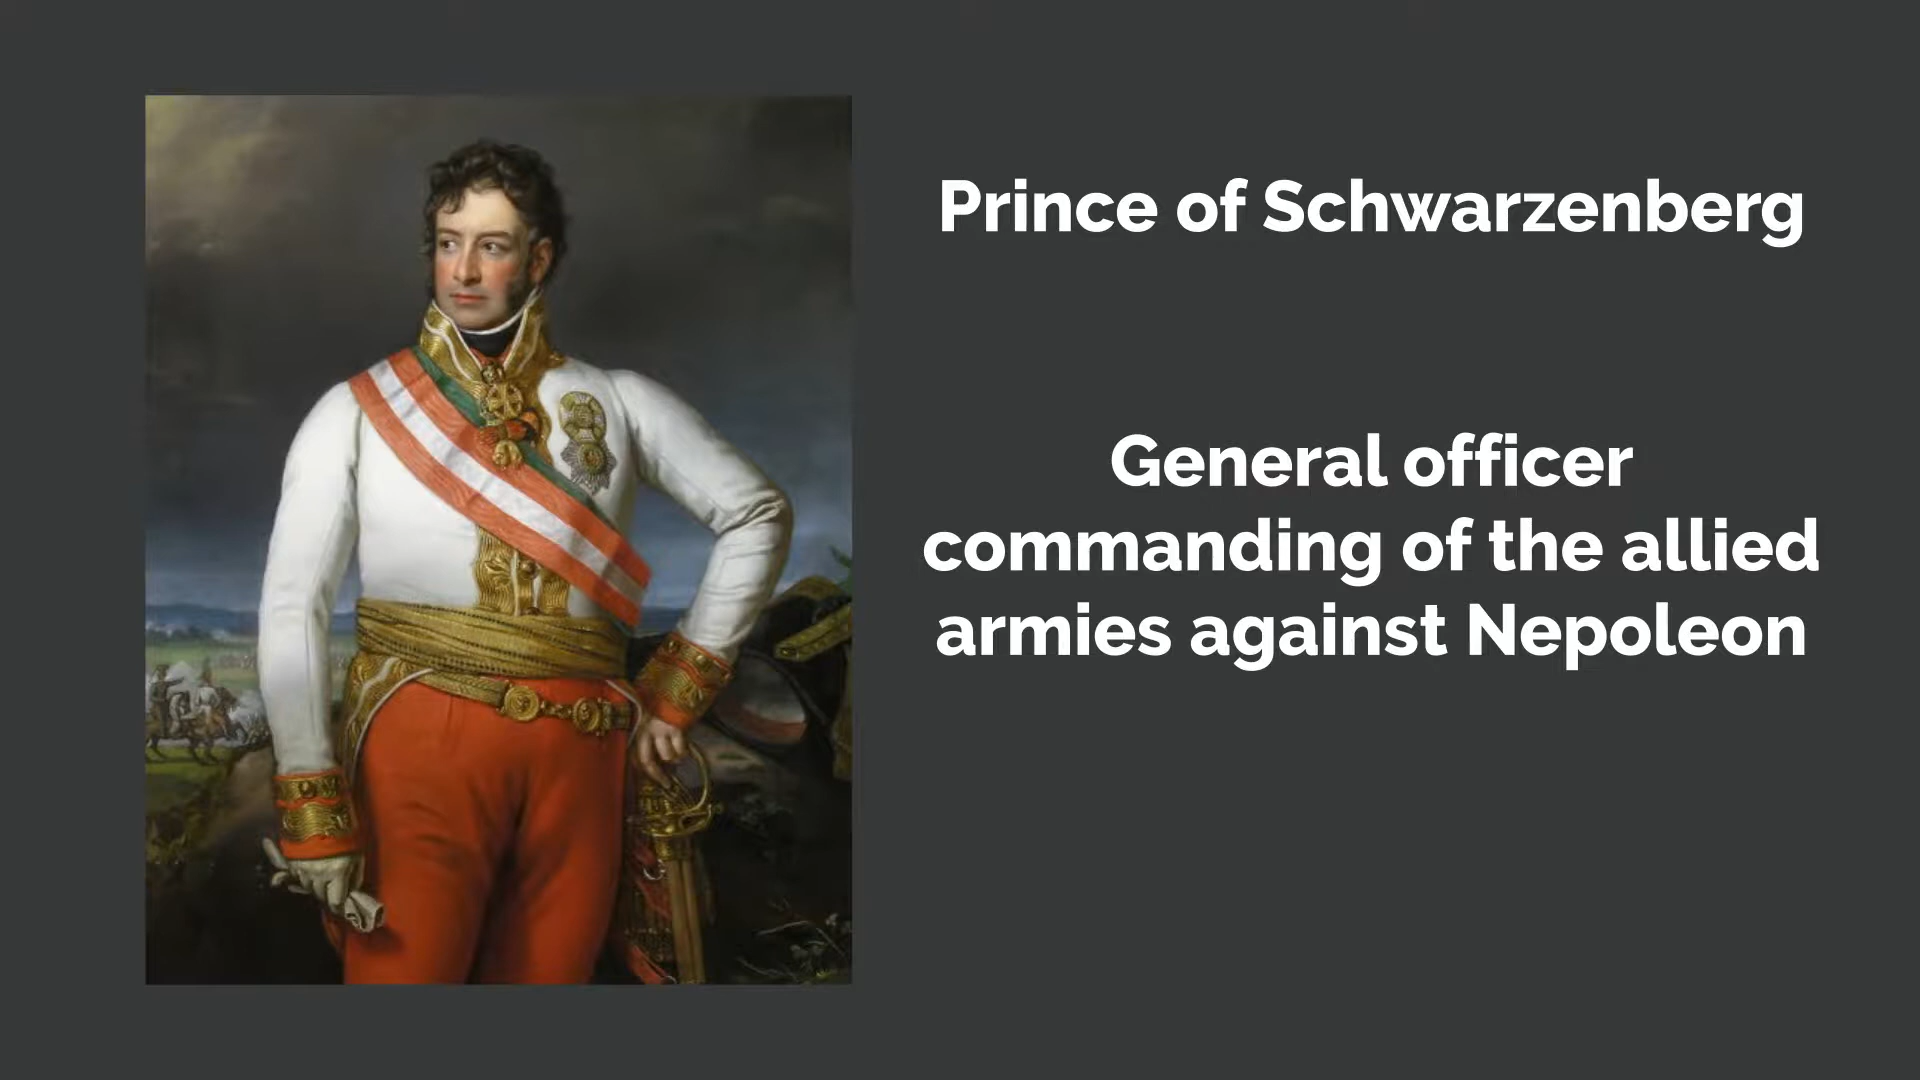 Prince of Schwarzenberg
General officer
commanding of the allied
armies against Nepoleon